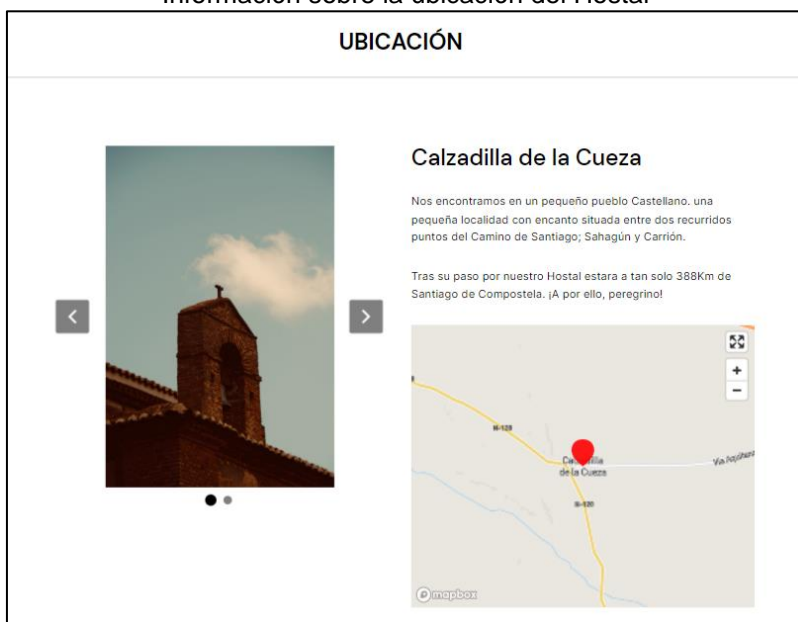 Información sobre la ubicación del Hostal
UBICACIÓN
Calzadilla de la Cueza
Nos encontramos en un pequeño pueblo Castellano. una
pequeña localidad con encanto situada entre dos recurridos
puntos del Camino de Santiago; Sahagún y Carrión.
Tras su paso por nuestro Hostal estara a tan solo 388Km de
Santiago de Compostela. ¡A por ello, peregrino!
N-120
Calzadilla
de la Cueza
Via Aquitana
N-120
mapbox